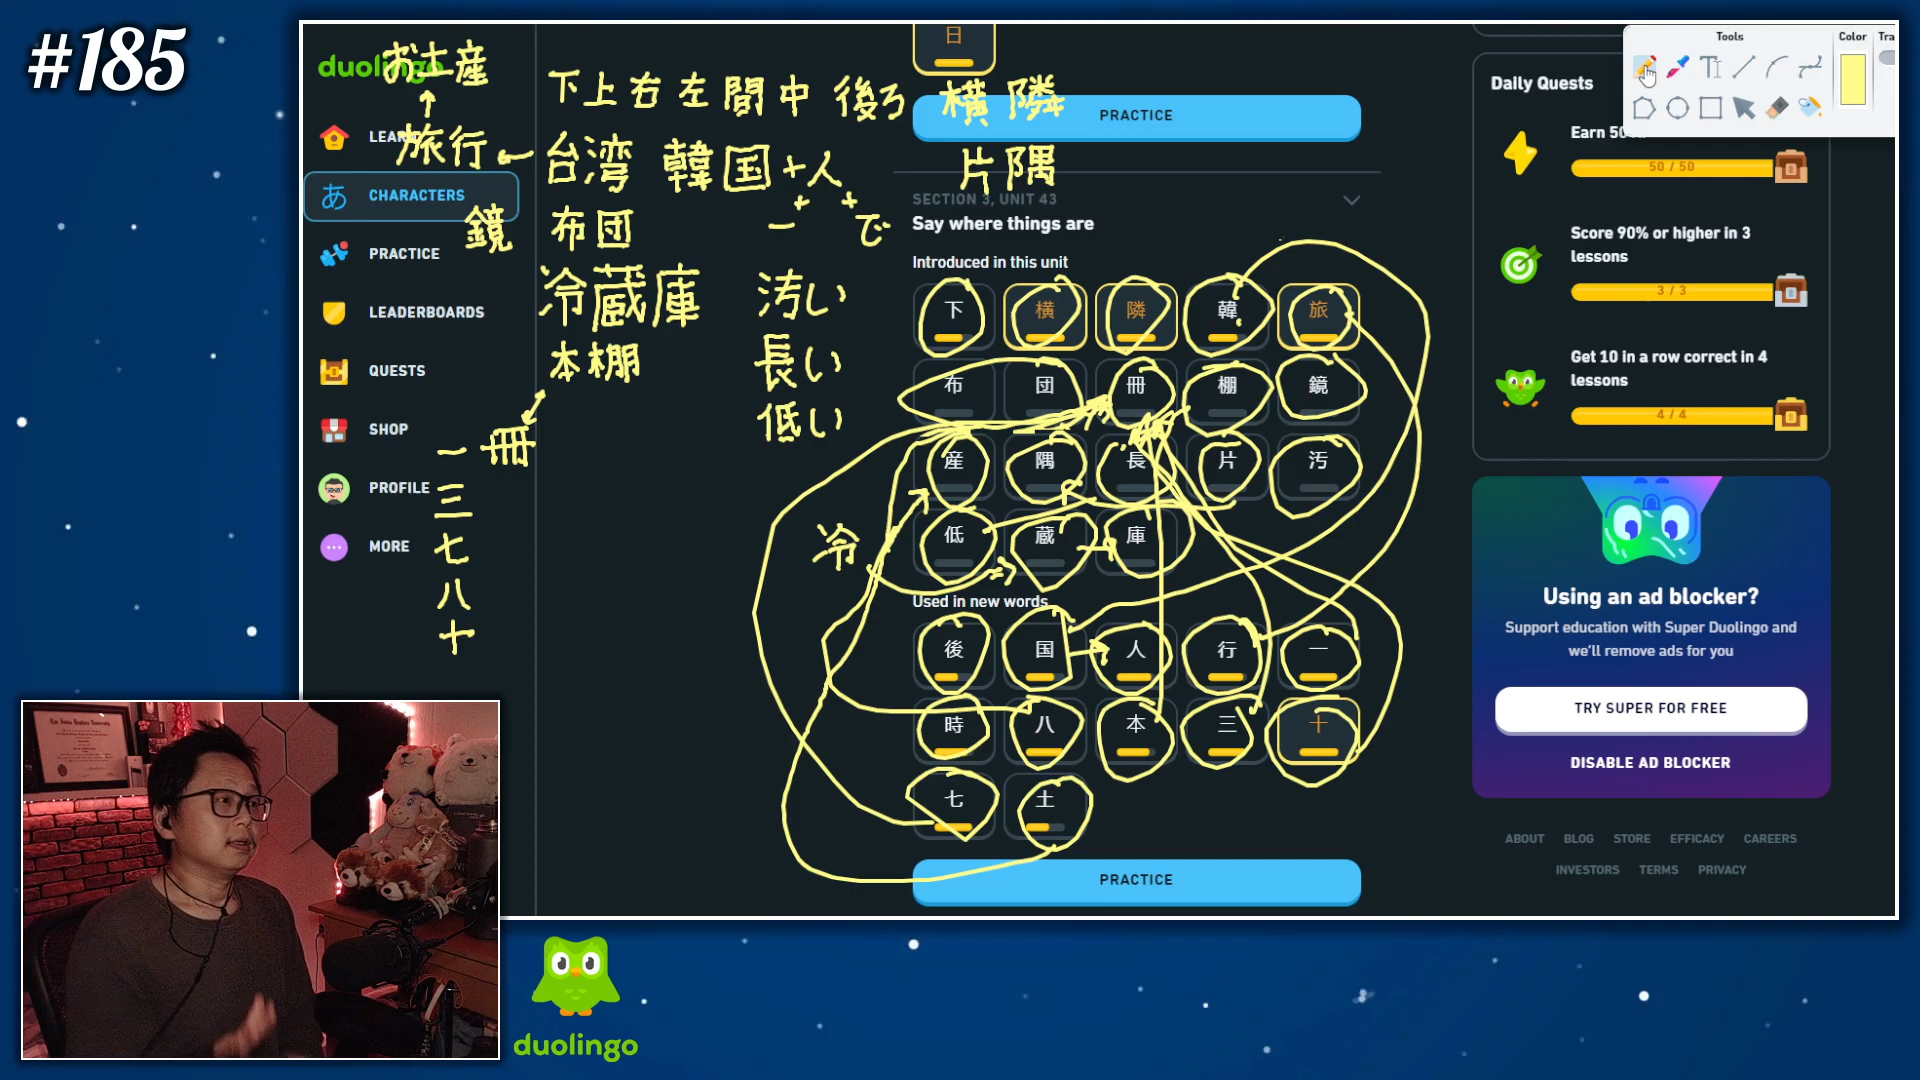 #185
duolingo
お土産
旅行
LEARN
CHARACTERS
鏡
PRACTICE
LEADERBOARDS
QUESTS
SHOP
PROFILE
MORE
一冊
三
七
八
十
下上右左間中後ろ横隣
台湾 韓国+人 片隅
+ +
布団 一 で
冷蔵庫 汚い
本棚 長い
低い
冷
日
PRACTICE
SECTION 3, UNIT 43
Say where things are
Introduced in this unit
下 横 隣 韓 旅
布 団 冊 棚 鏡
産 隅 長 片 汚
低 蔵 庫
Used in new words
後 国 人 行 一
時 八 本 三 十
七 土
PRACTICE
Tools
Color
Tra
Daily Quests
Earn 50
50 / 50
Score 90% or higher in 3
lessons
3 / 3
Get 10 in a row correct in 4
lessons
4 / 4
Using an ad blocker?
Support education with Super Duolingo and
we'll remove ads for you
TRY SUPER FOR FREE
DISABLE AD BLOCKER
ABOUT BLOG STORE EFFICACY CAREERS
INVESTORS TERMS PRIVACY
duolingo